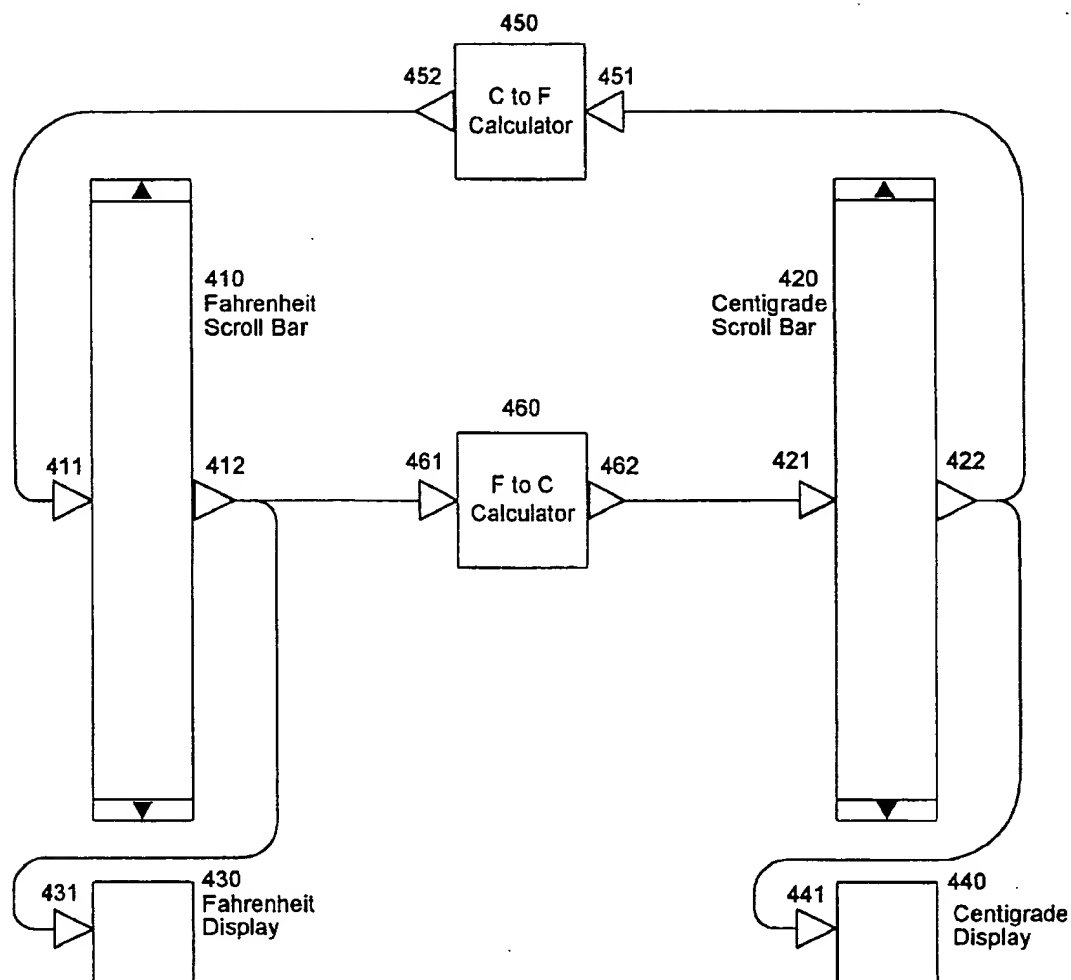 450
452
C to F
Calculator
451
410
Fahrenheit
Scroll Bar
420
Centigrade
Scroll Bar
460
411
412
461
F to C
Calculator
462
421
422
431
430
Fahrenheit
Display
441
440
Centigrade
Display